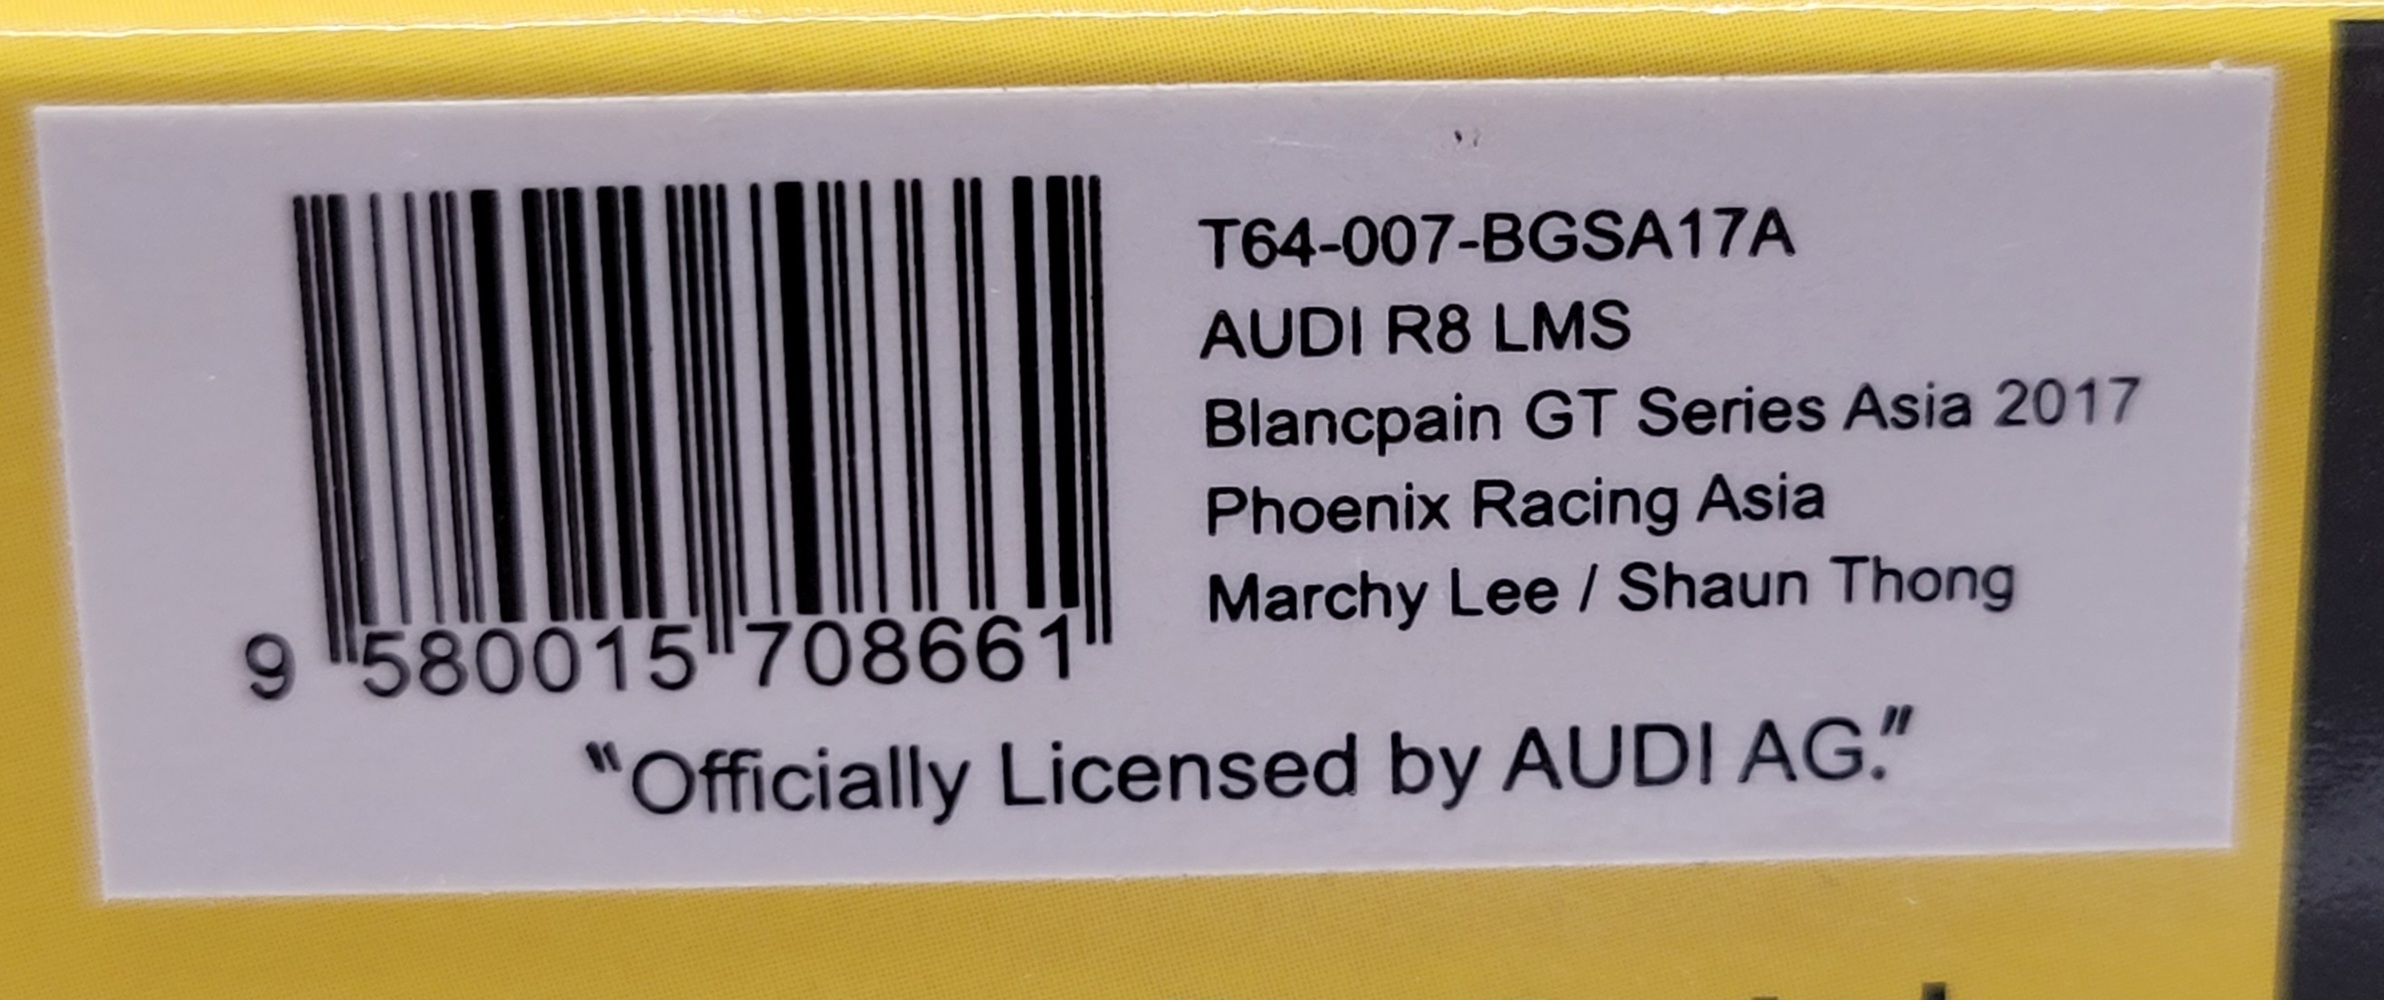 T64-007-BGSA17A
AUDI R8 LMS
Blancpain GT Series Asia 2017
Phoenix Racing Asia
Marchy Lee / Shaun Thong
9 580015 708661
"Officially Licensed by AUDI AG."